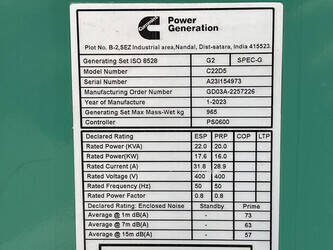 Power
Generation
Plot No. B-2,SEZ Industrial area,Nandal, Dist-satara, India 415523.
Generating Set ISO 8528 G2 SPEC-G
Model Number C22D5
Serial Number A23I154973
Manufacturing Order Number GD03A-2257226
Year of Manufacture 1-2023
Generating Set Max Mass-Wet kg 965
Controller PS0600
Declared Rating ESP PRP COP LTP
Rated Power (KVA) 22.0 20.0
Rated Power(KW) 17.6 16.0
Rated Current (A) 31.8 28.9
Rated Voltage (V) 400 400
Rated Frequency (Hz) 50 50
Rated Power Factor 0.8 0.8
Declared Rating: Enclosed Noise Standby Prime
Average @ 1m dB(A) - 73
Average @ 7m dB(A) - 63
Average @ 15m dB(A) - 57